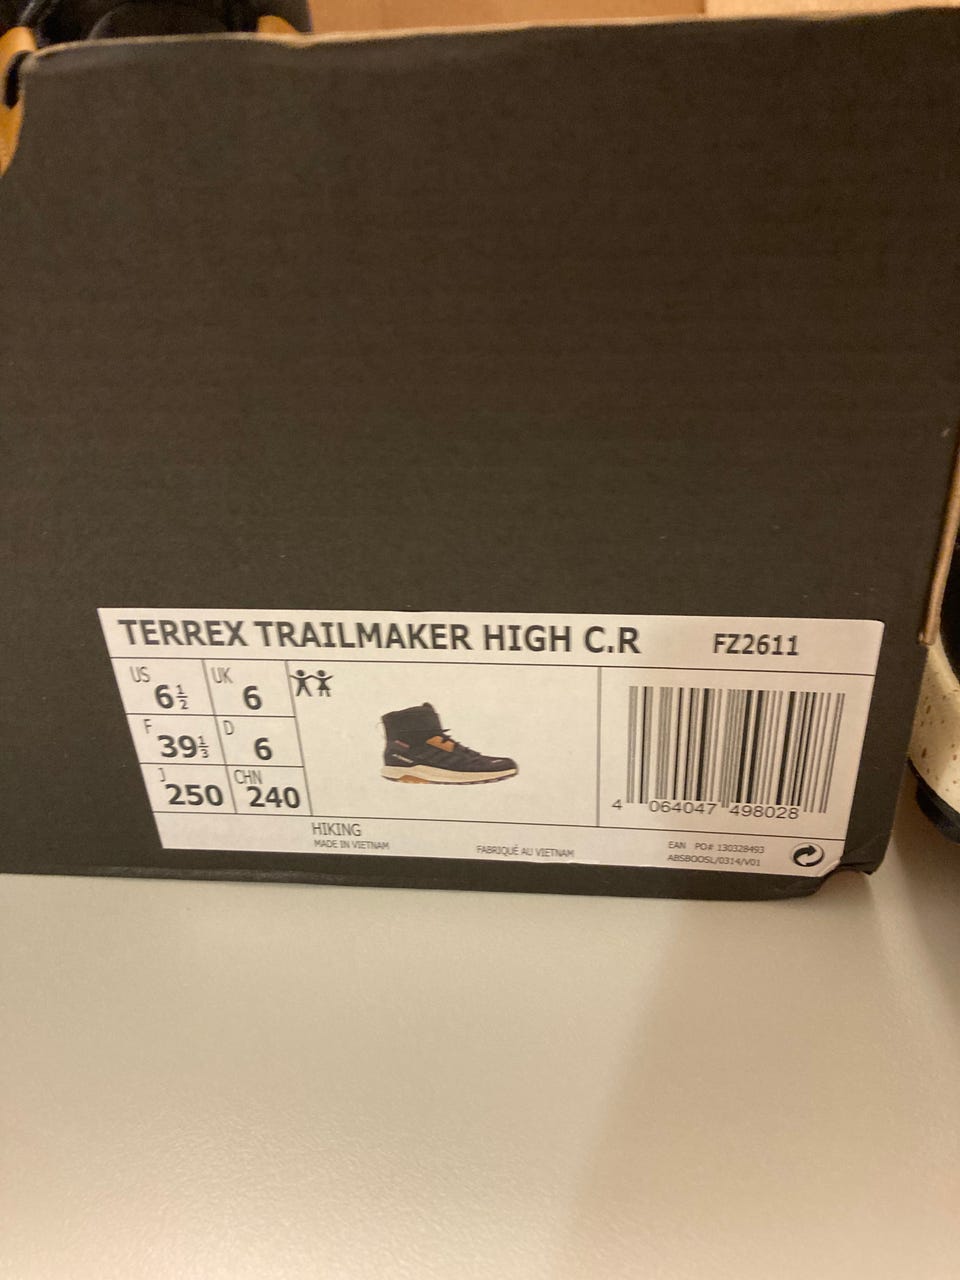 TERREX TRAILMAKER HIGH C.R FZ2611
US 6½ UK 6
F 39⅓ D 6
J 250 CHN 240
4 064047 498028
HIKING
MADE IN VIETNAM FABRIQUÉ AU VIETNAM
EAN PO# 130328493
ABSBOOSL/0314/V01